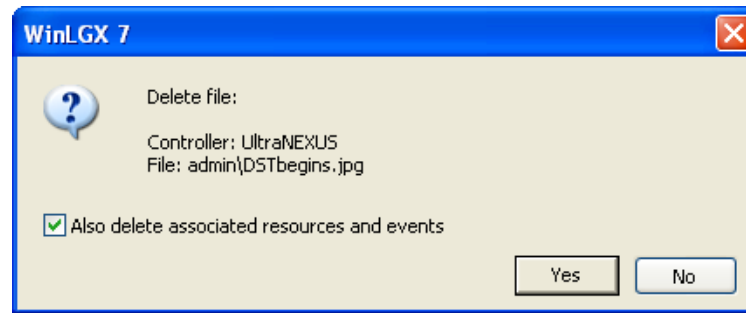 WinLGX 7
Delete file:
Controller: UltraNEXUS
File: admin\DSTbegins.jpg
Also delete associated resources and events
Yes
No